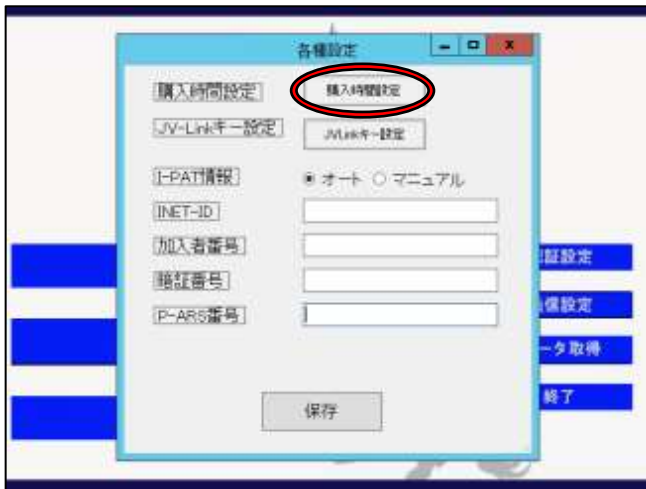 各種設定
購入時間設定 購入時間設定
JV-Linkキー設定 JVLinkキー設定
I-PAT情報 オート マニュアル
INET-ID
加入者番号
暗証番号
P-ARS番号
保存
証設定
償設定
ータ取得
終了